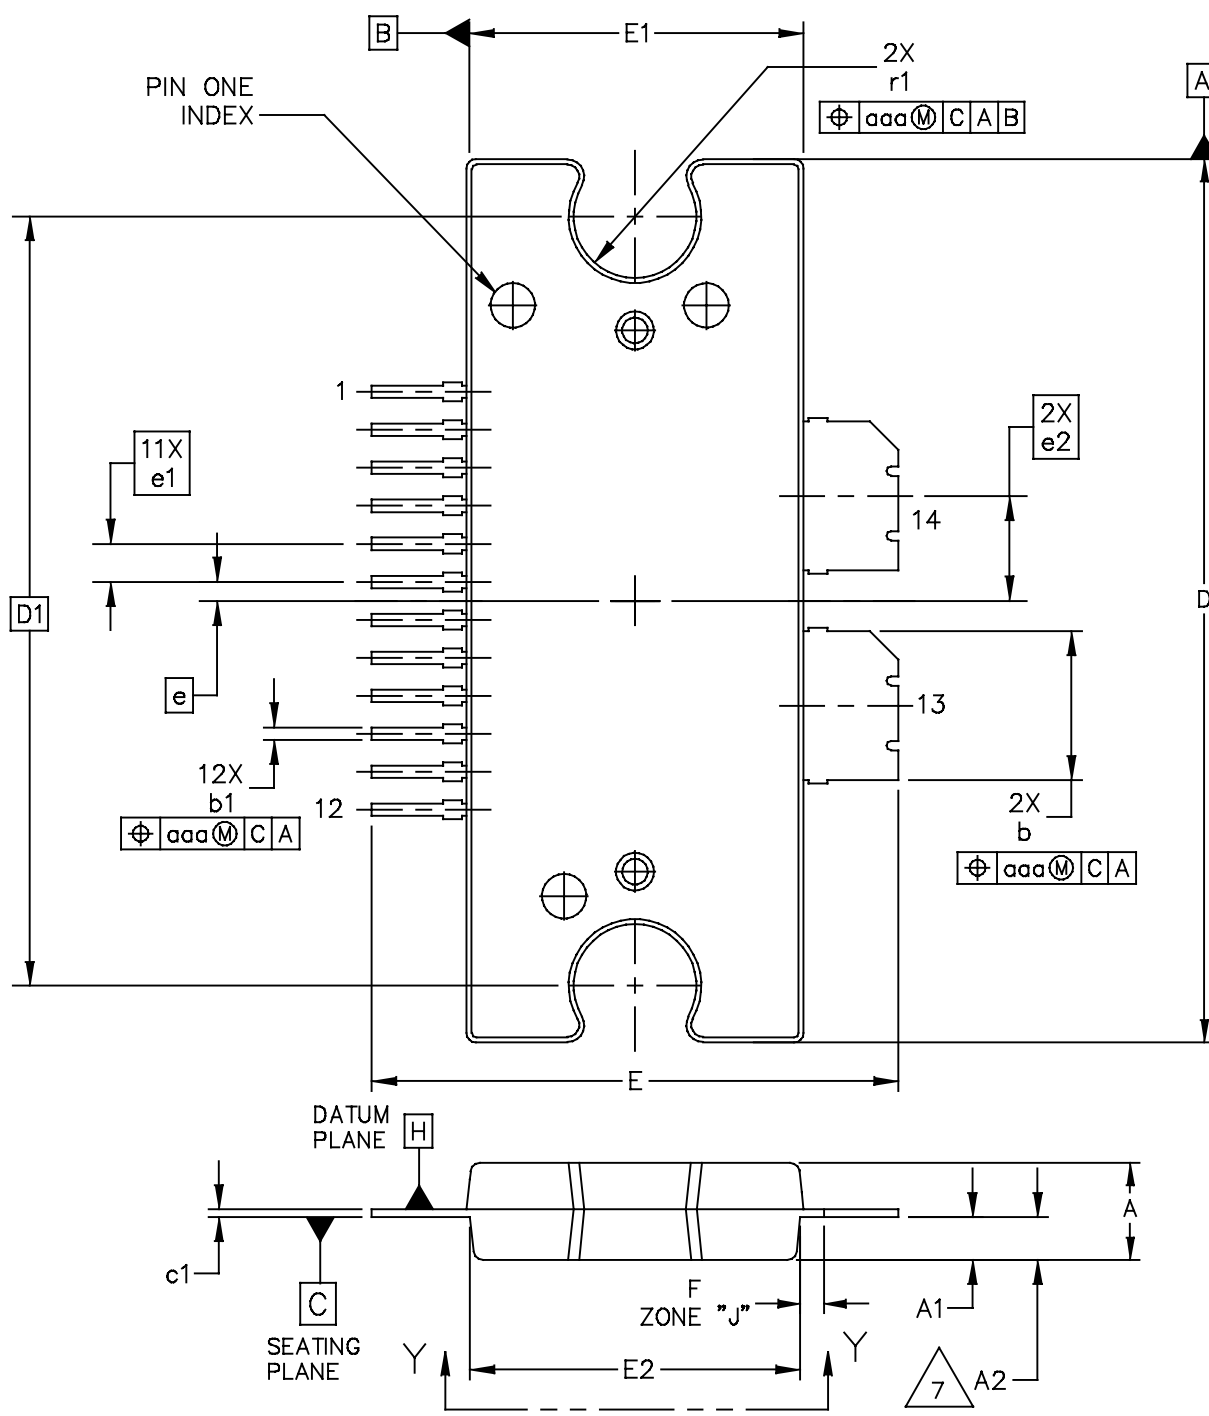 B
E1
2X
r1
⌖ aaa Ⓜ C A B
A
PIN ONE
INDEX
1
11X
e1
2X
e2
14
D1
D
e
13
12X
b1
⌖ aaa Ⓜ C A
12
2X
b
⌖ aaa Ⓜ C A
E
DATUM
PLANE
H
A
c1
C
SEATING
PLANE
F
ZONE "J"
A1
Y
Y
E2
7
A2